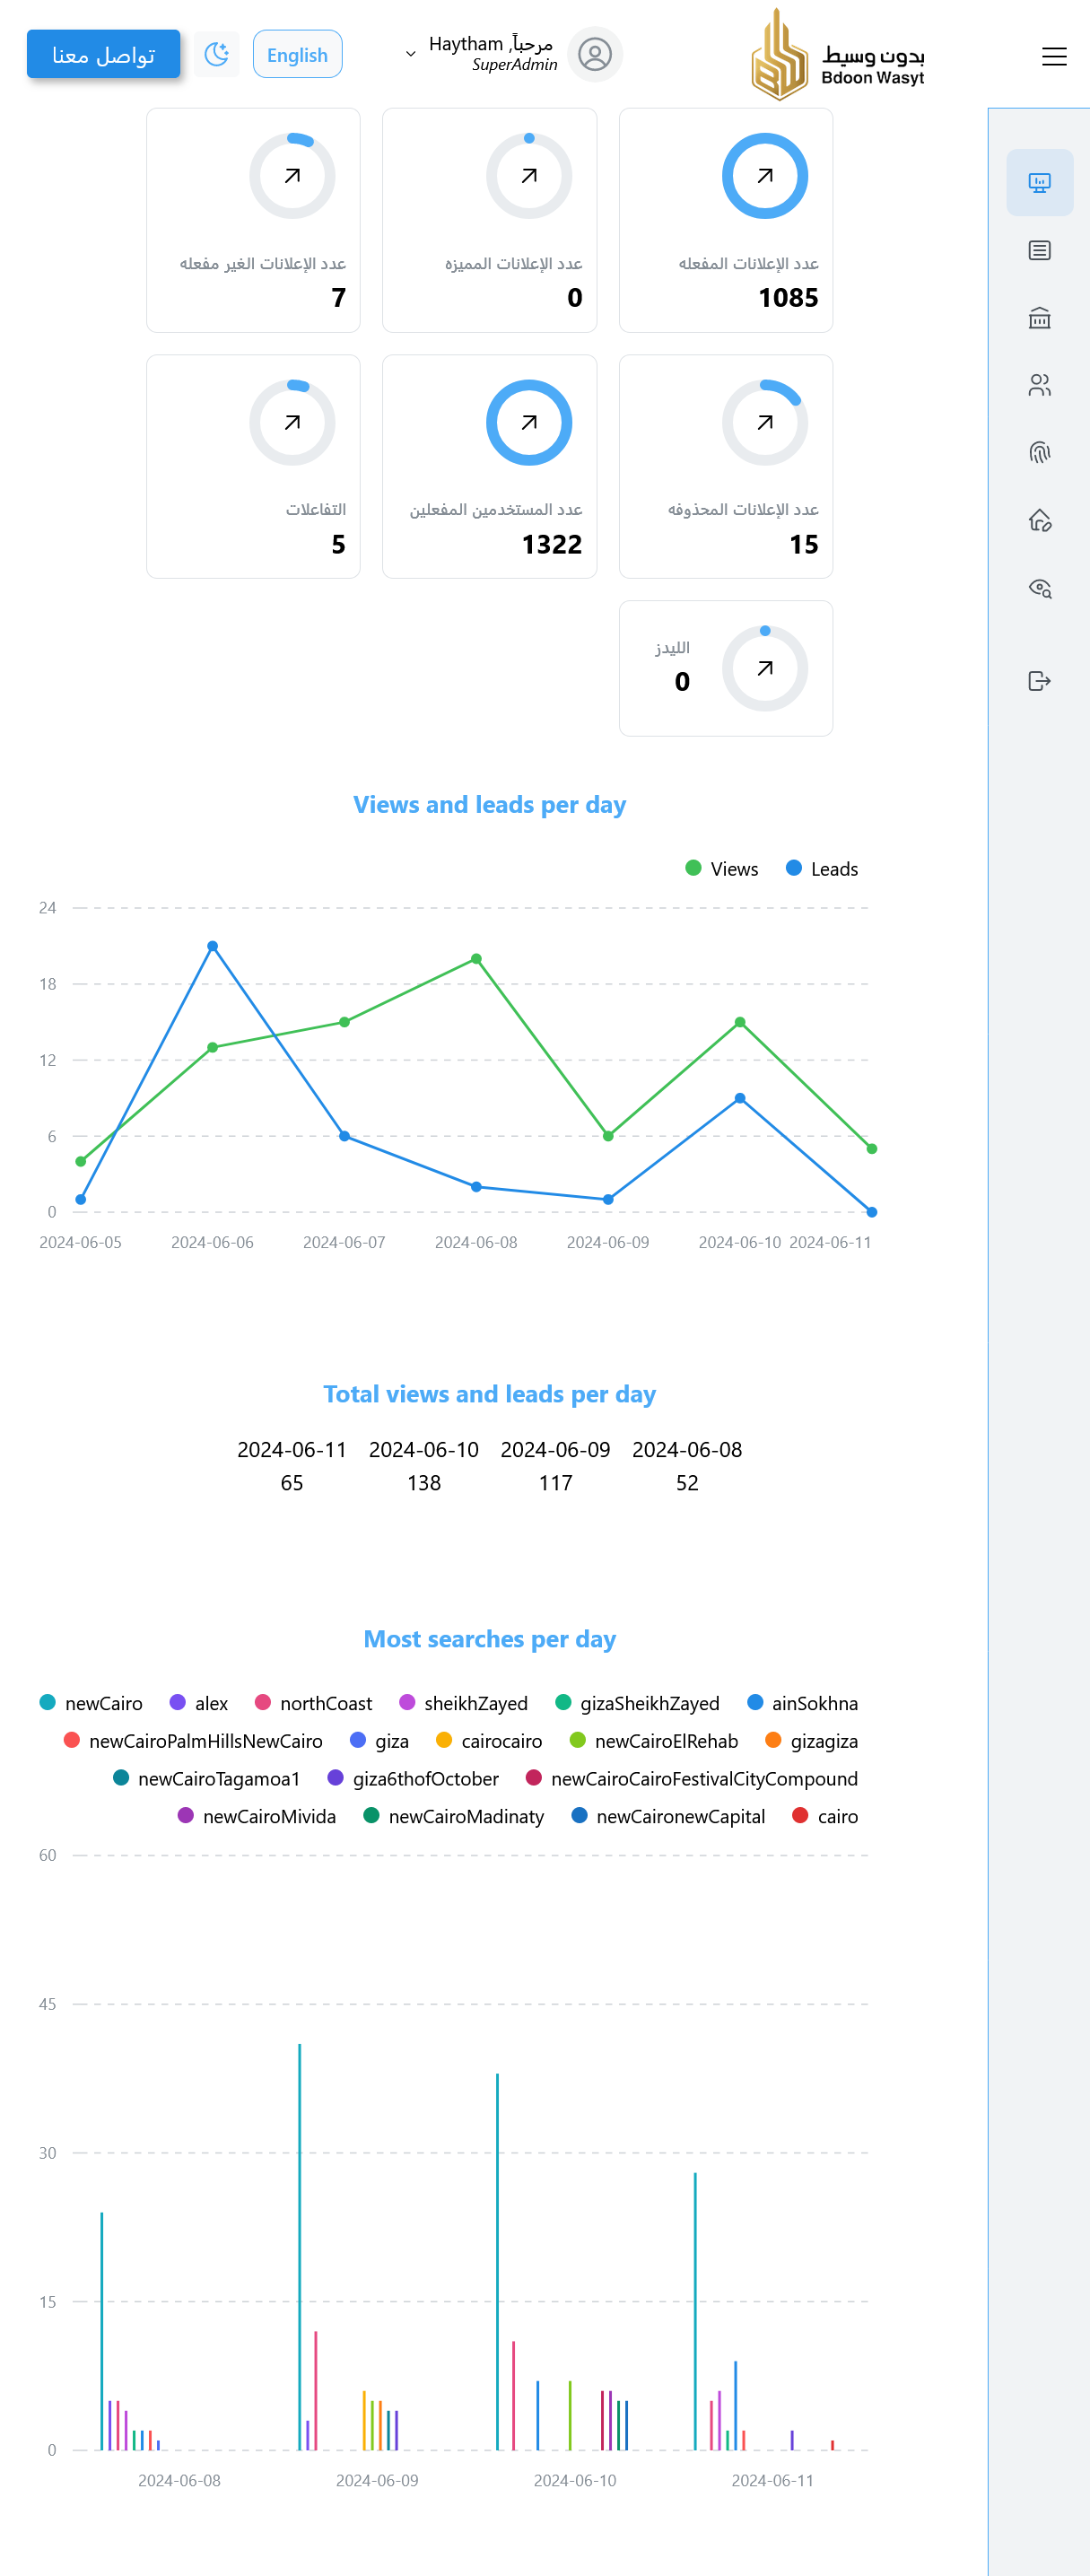 بدون وسيط
Bdoon Wasyt
مرحباً, Haytham
SuperAdmin
English
تواصل معنا
عدد الإعلانات المفعله
1085
عدد الإعلانات المميزه
0
عدد الإعلانات الغير مفعله
7
عدد الإعلانات المحذوفه
15
عدد المستخدمين المفعلين
1322
التفاعلات
5
الليدز
0
Views and leads per day
Views Leads
24
18
12
6
0
2024-06-05 2024-06-06 2024-06-07 2024-06-08 2024-06-09 2024-06-10 2024-06-11
Total views and leads per day
2024-06-11 2024-06-10 2024-06-09 2024-06-08
65 138 117 52
Most searches per day
newCairo alex northCoast sheikhZayed gizaSheikhZayed ainSokhna
newCairoPalmHillsNewCairo giza cairocairo newCairoElRehab gizagiza
newCairoTagamoa1 giza6thofOctober newCairoCairoFestivalCityCompound
newCairoMivida newCairoMadinaty newCaironewCapital cairo
60
45
30
15
0
2024-06-08 2024-06-09 2024-06-10 2024-06-11